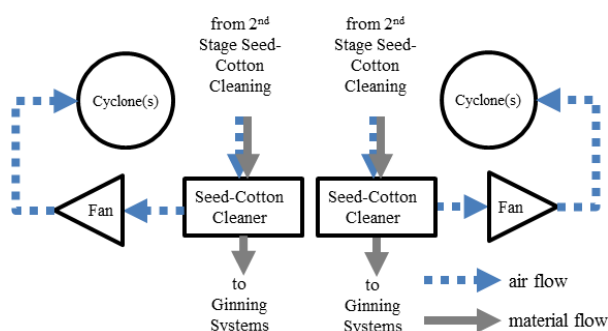 from 2nd
Stage Seed-
Cotton
Cleaning
from 2nd
Stage Seed-
Cotton
Cleaning
Cyclone(s)
Cyclone(s)
Fan
Seed-Cotton
Cleaner
Seed-Cotton
Cleaner
Fan
to
Ginning
Systems
to
Ginning
Systems
air flow
material flow